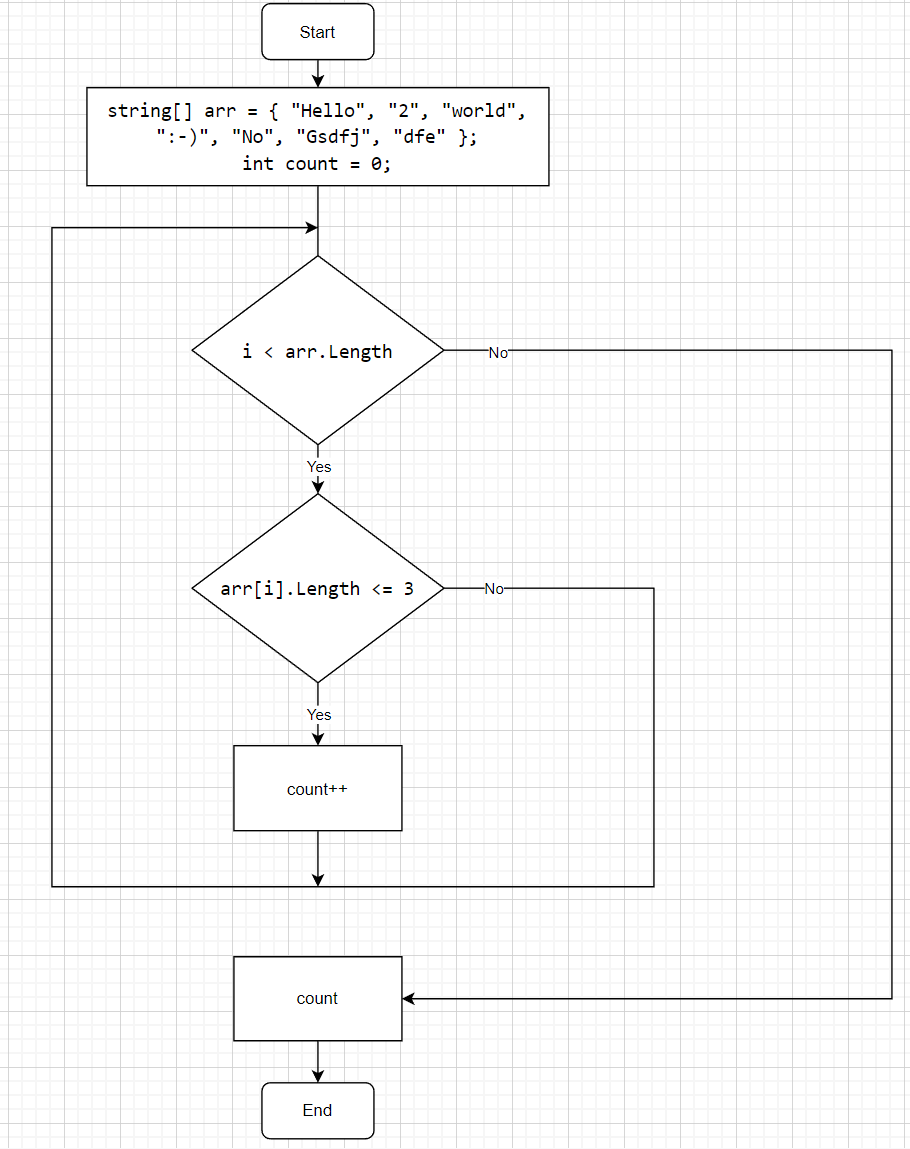 Start
string[] arr = { "Hello", "2", "world",
":-)", "No", "Gsdfj", "dfe" };
int count = 0;
i < arr.Length
No
Yes
arr[i].Length <= 3
No
Yes
count++
count
End